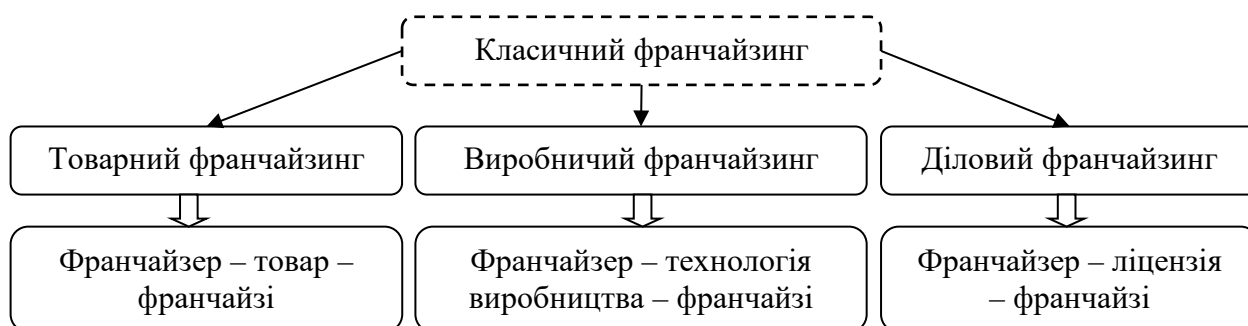 Класичний франчайзинг
Товарний франчайзинг
Виробничий франчайзинг
Діловий франчайзинг
Франчайзер – товар –
франчайзі
Франчайзер – технологія
виробництва – франчайзі
Франчайзер – ліцензія
– франчайзі